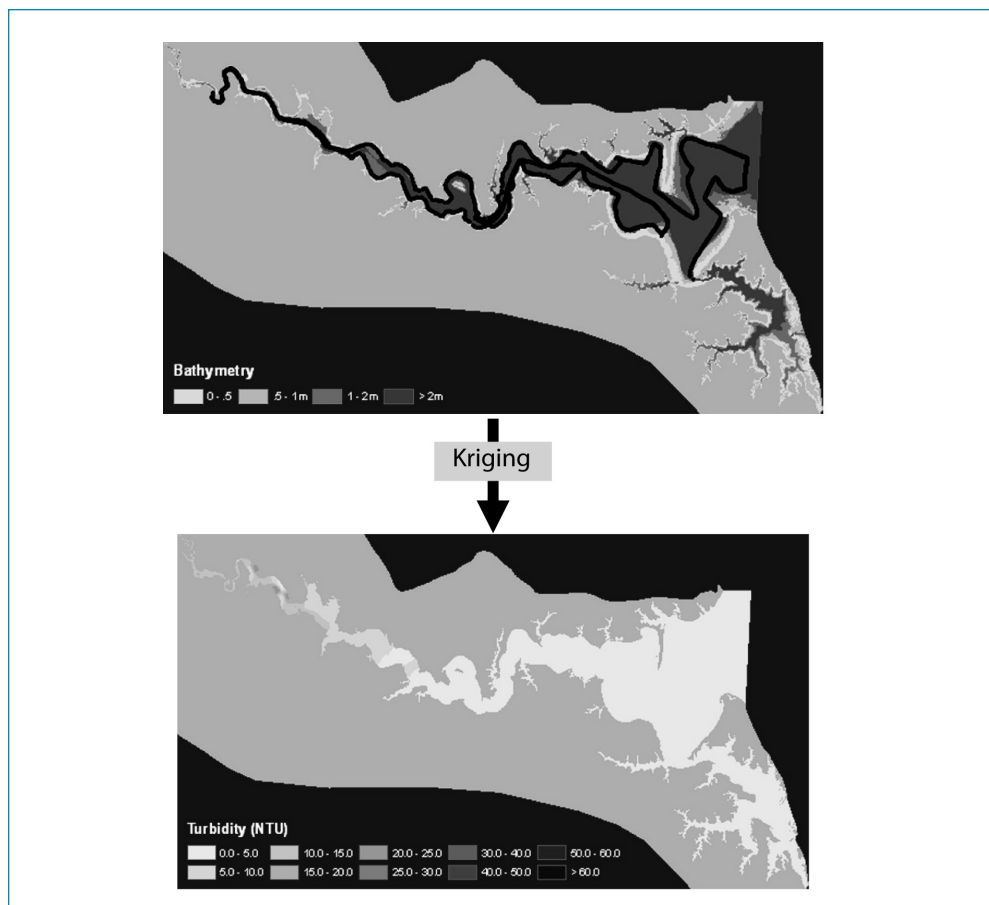 Bathymetry
0 - .5 .5 - 1m 1 - 2m > 2m
Kriging
Turbidity (NTU)
0.0 - 5.0 10.0 - 15.0 20.0 - 25.0 30.0 - 40.0 50.0 - 60.0
5.0 - 10.0 15.0 - 20.0 25.0 - 30.0 40.0 - 50.0 > 60.0